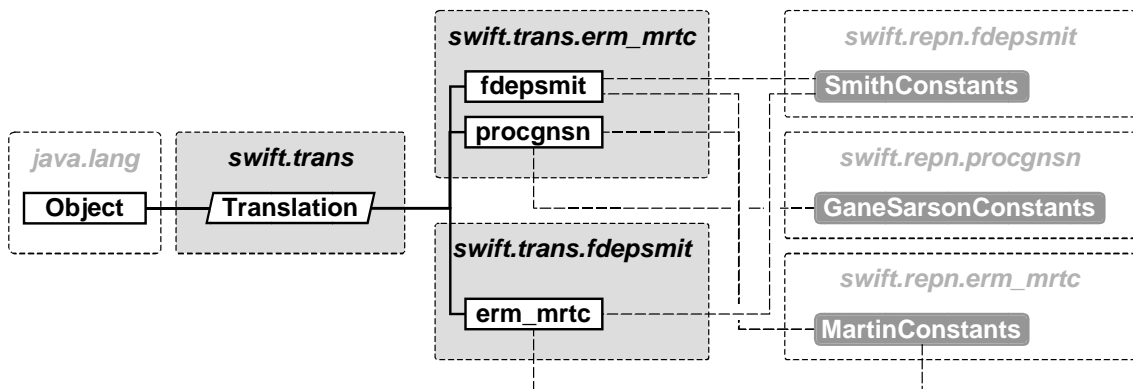 swift.trans.erm_mrtc
fdepsmit
procgnsn
swift.repn.fdepsmit
SmithConstants
java.lang
Object
swift.trans
Translation
swift.repn.procgnsn
GaneSarsonConstants
swift.trans.fdepsmit
erm_mrtc
swift.repn.erm_mrtc
MartinConstants